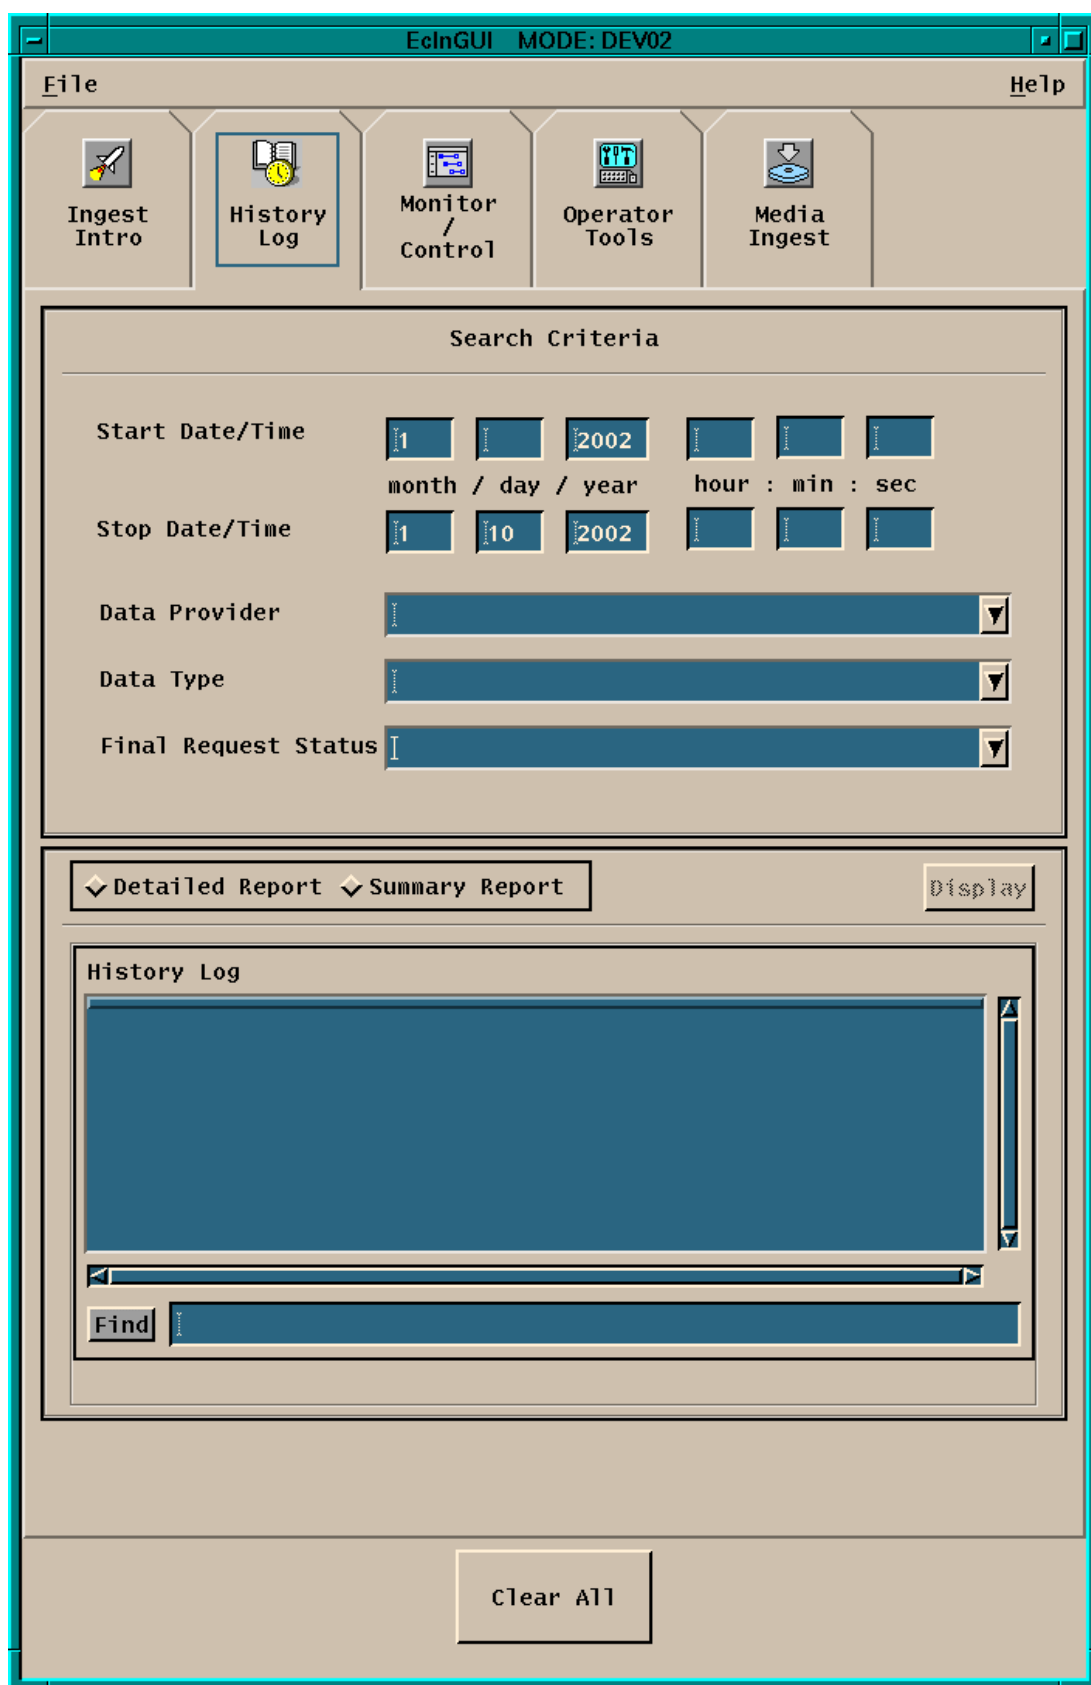 EcInGUI MODE: DEV02
File Help
Ingest Intro
History Log
Monitor / Control
Operator Tools
Media Ingest
Search Criteria
Start Date/Time 1 2002
month / day / year hour : min : sec
Stop Date/Time 1 10 2002
Data Provider
Data Type
Final Request Status
Detailed Report Summary Report Display
History Log
Find
Clear All